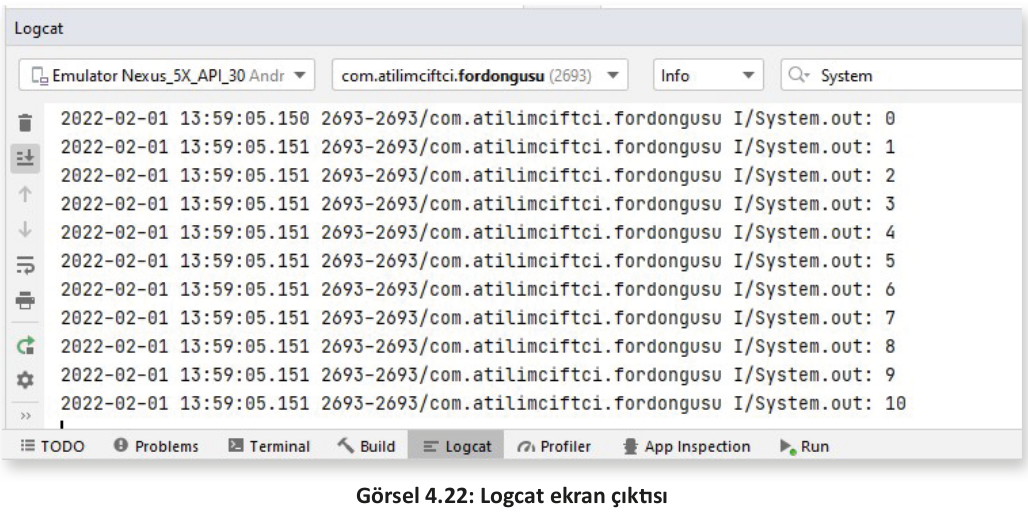 Logcat
Emulator Nexus_5X_API_30 Andr com.atilimciftci.fordongusu (2693) Info System
2022-02-01 13:59:05.150 2693-2693/com.atilimciftci.fordongusu I/System.out: 0
2022-02-01 13:59:05.151 2693-2693/com.atilimciftci.fordongusu I/System.out: 1
2022-02-01 13:59:05.151 2693-2693/com.atilimciftci.fordongusu I/System.out: 2
2022-02-01 13:59:05.151 2693-2693/com.atilimciftci.fordongusu I/System.out: 3
2022-02-01 13:59:05.151 2693-2693/com.atilimciftci.fordongusu I/System.out: 4
2022-02-01 13:59:05.151 2693-2693/com.atilimciftci.fordongusu I/System.out: 5
2022-02-01 13:59:05.151 2693-2693/com.atilimciftci.fordongusu I/System.out: 6
2022-02-01 13:59:05.151 2693-2693/com.atilimciftci.fordongusu I/System.out: 7
2022-02-01 13:59:05.151 2693-2693/com.atilimciftci.fordongusu I/System.out: 8
2022-02-01 13:59:05.151 2693-2693/com.atilimciftci.fordongusu I/System.out: 9
2022-02-01 13:59:05.151 2693-2693/com.atilimciftci.fordongusu I/System.out: 10
TODO Problems Terminal Build Logcat Profiler App Inspection Run
Görsel 4.22: Logcat ekran çıktısı